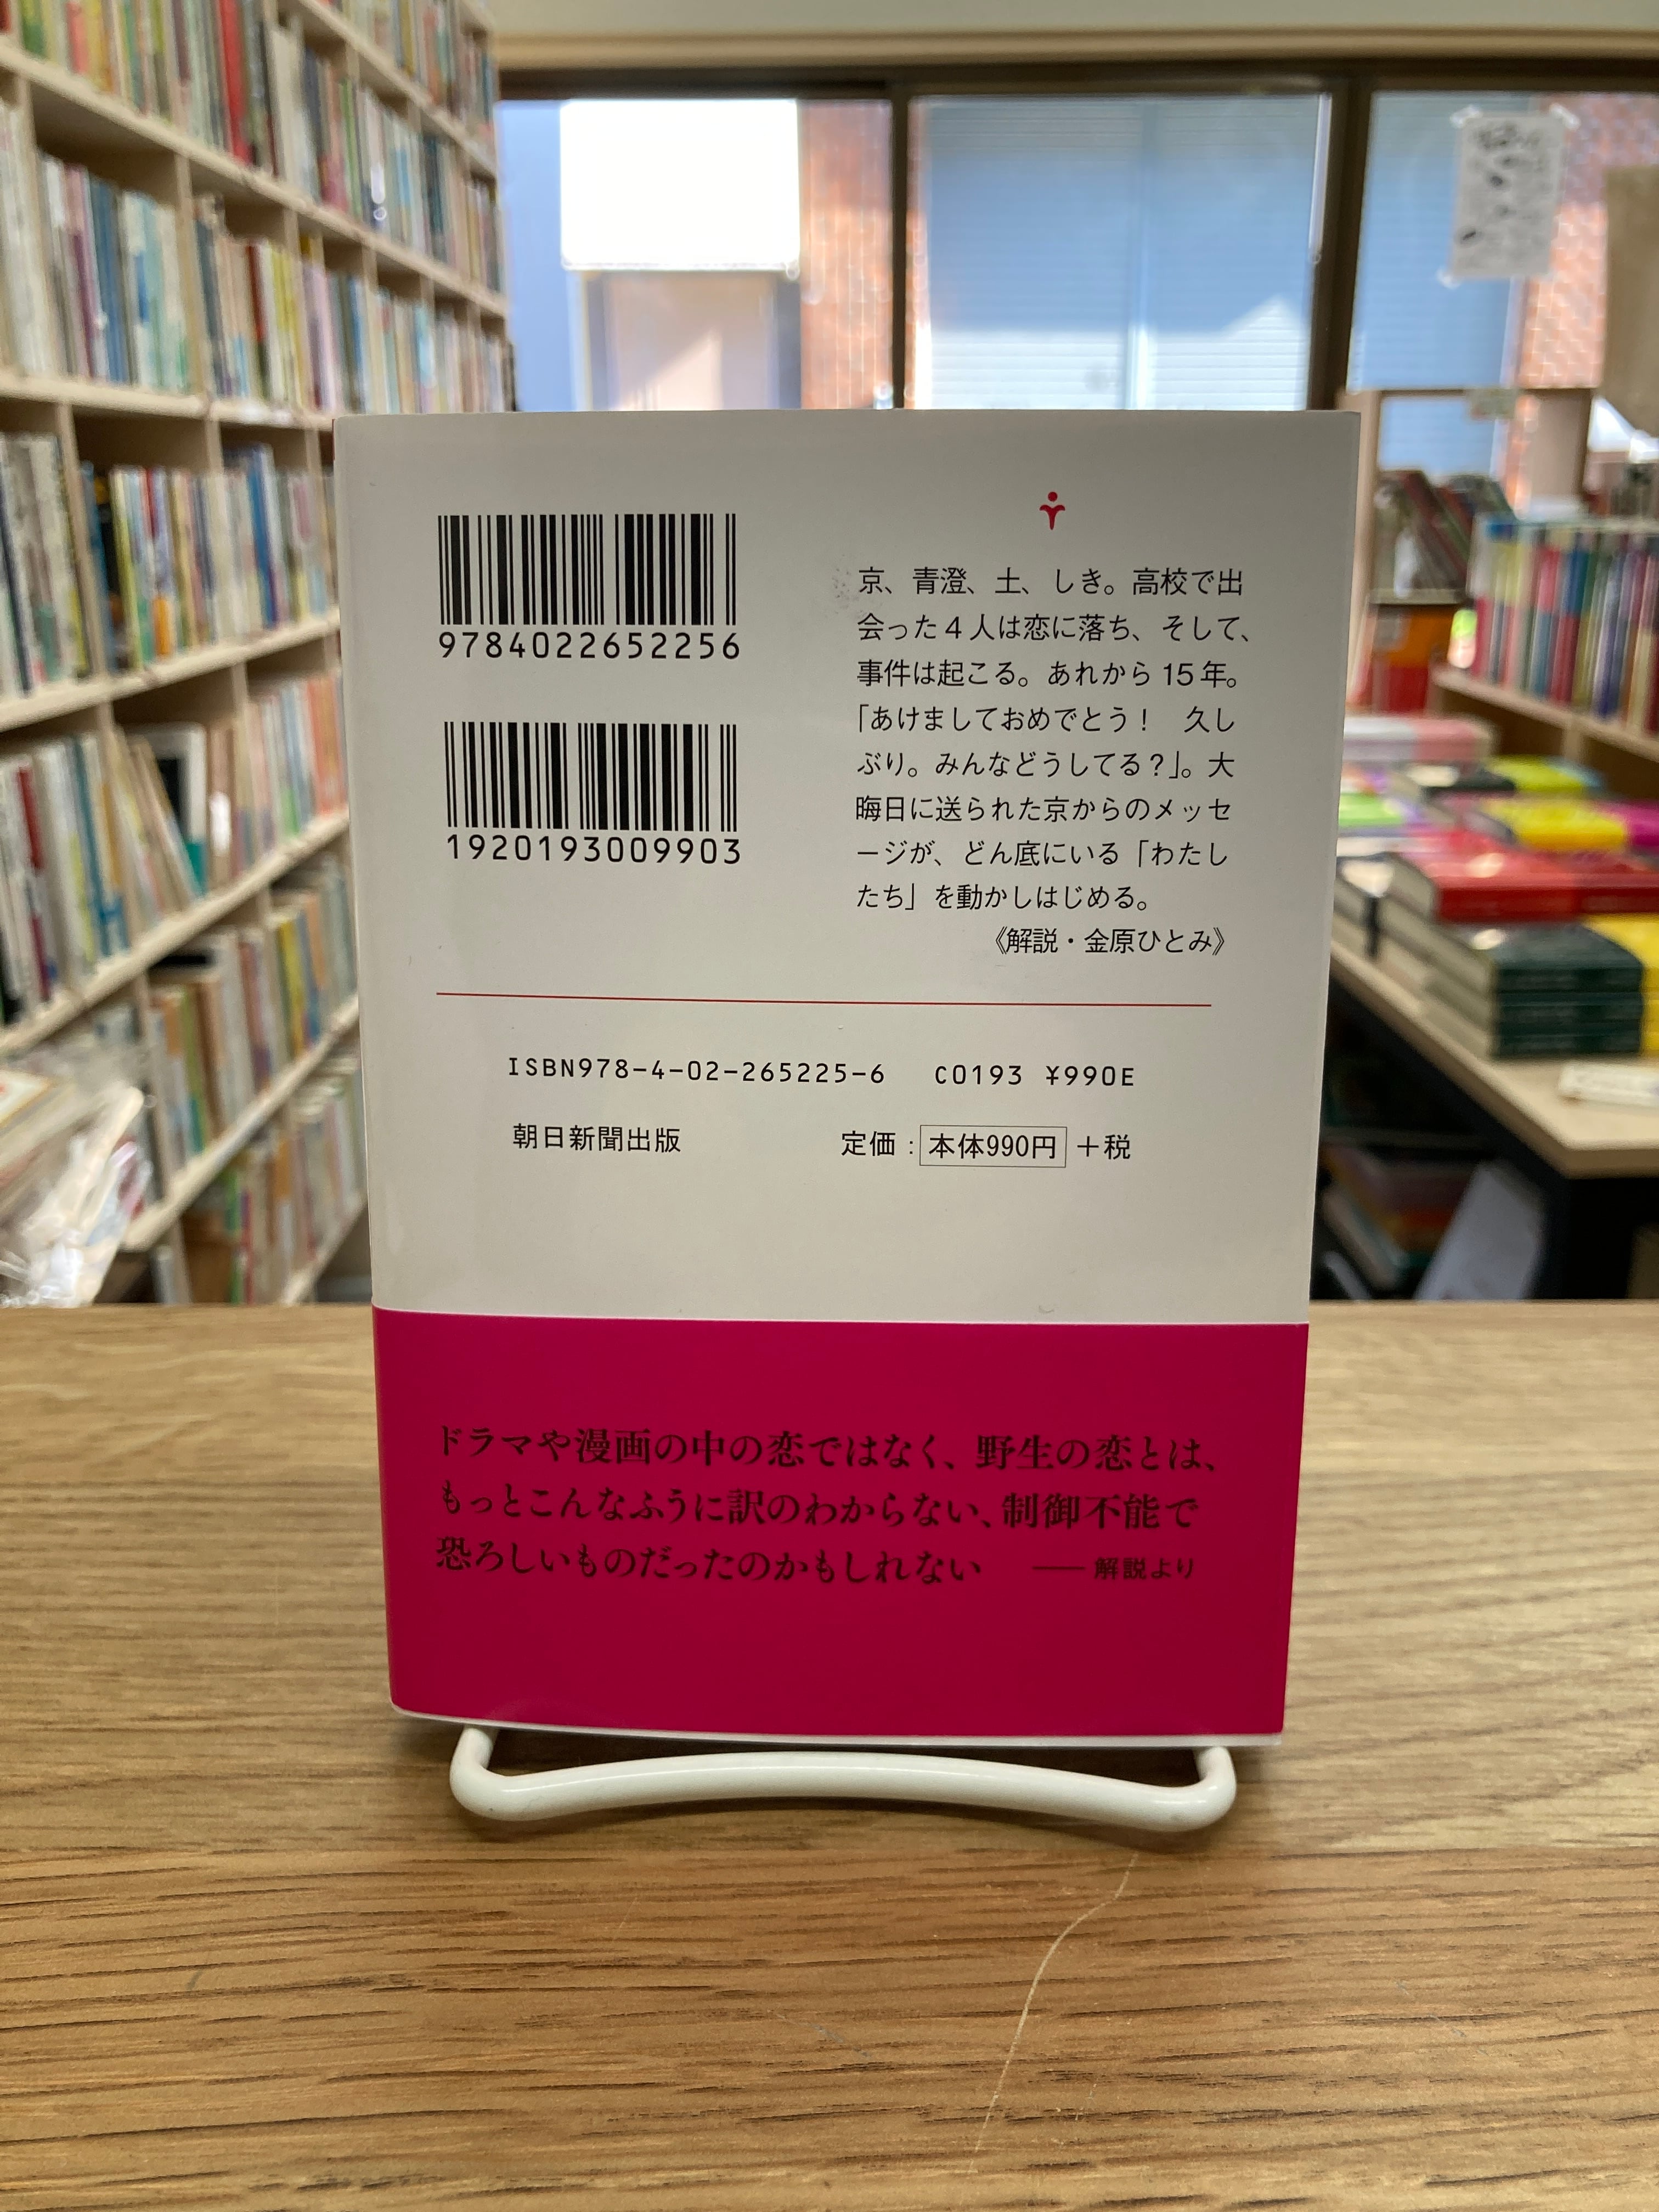 9784022652256
1920193009903
京、青澄、土、しき。高校で出
会った4人は恋に落ち、そして、
事件は起こる。あれから15年。
「あけましておめでとう！　久し
ぶり。みんなどうしてる？」。大
晦日に送られた京からのメッセ
ージが、どん底にいる「わたし
たち」を動かしはじめる。
《解説・金原ひとみ》
ISBN978-4-02-265225-6　C0193 ¥990E
朝日新聞出版　定価：本体990円＋税
ドラマや漫画の中の恋ではなく、野生の恋とは、
もっとこんなふうに訳のわからない、制御不能で
恐ろしいものだったのかもしれない　――解説より